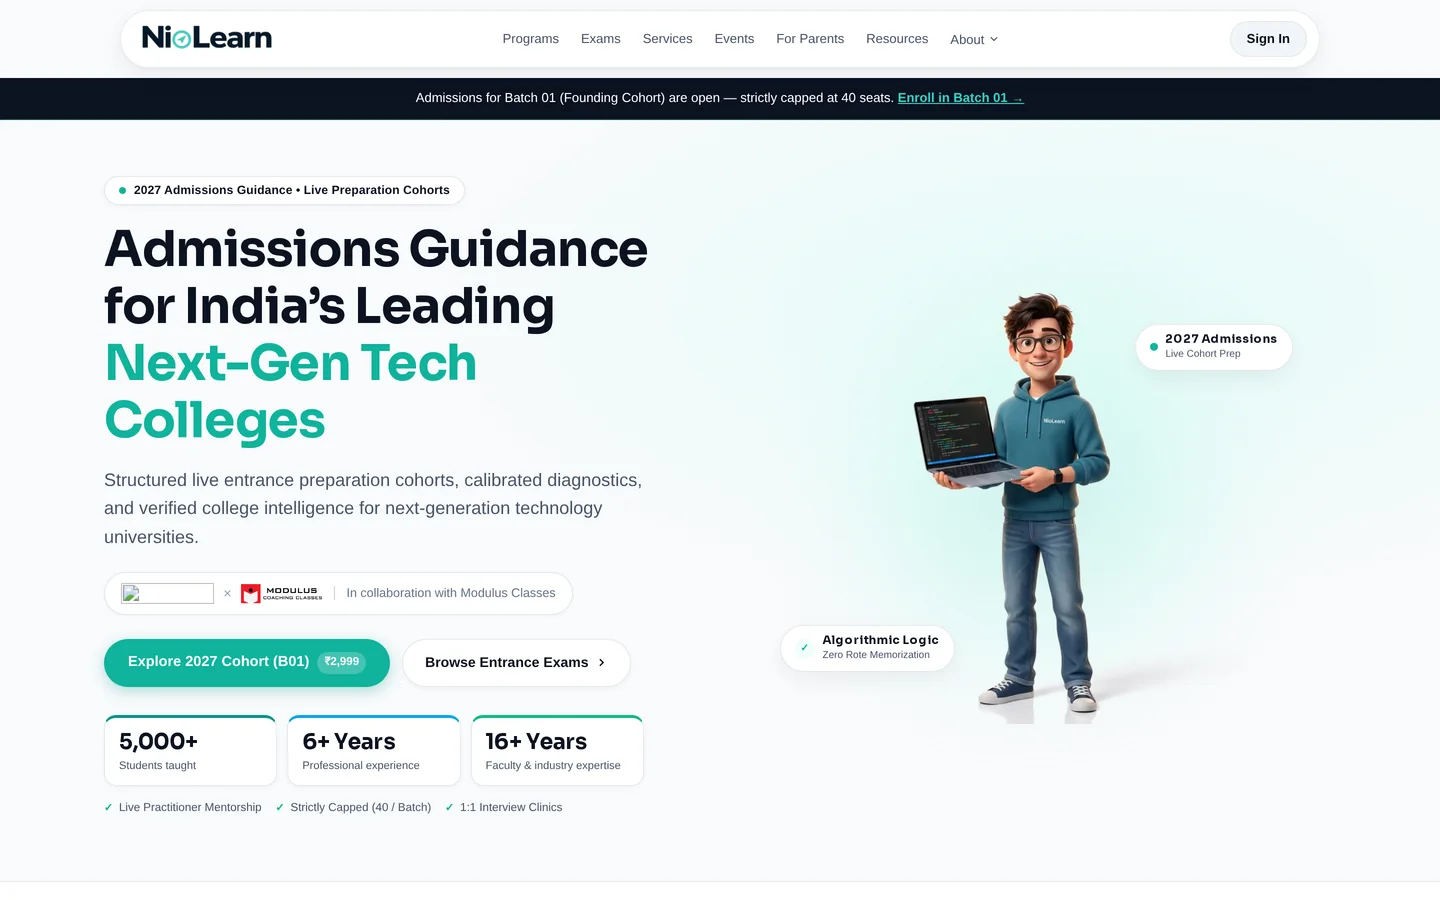 NioLearn
Programs
Exams
Services
Events
For Parents
Resources
About
Sign In
Admissions for Batch 01 (Founding Cohort) are open — strictly capped at 40 seats. Enroll in Batch 01 →
2027 Admissions Guidance • Live Preparation Cohorts
Admissions Guidance
for India’s Leading
Next-Gen Tech
Colleges
Structured live entrance preparation cohorts, calibrated diagnostics,
and verified college intelligence for next-generation technology
universities.
× MODULUS
COACHING CLASSES
In collaboration with Modulus Classes
Explore 2027 Cohort (B01) ₹2,999
Browse Entrance Exams
5,000+
Students taught
6+ Years
Professional experience
16+ Years
Faculty & industry expertise
✓ Live Practitioner Mentorship
✓ Strictly Capped (40 / Batch)
✓ 1:1 Interview Clinics
2027 Admissions
Live Cohort Prep
NioLearn
✓ Algorithmic Logic
Zero Rote Memorization